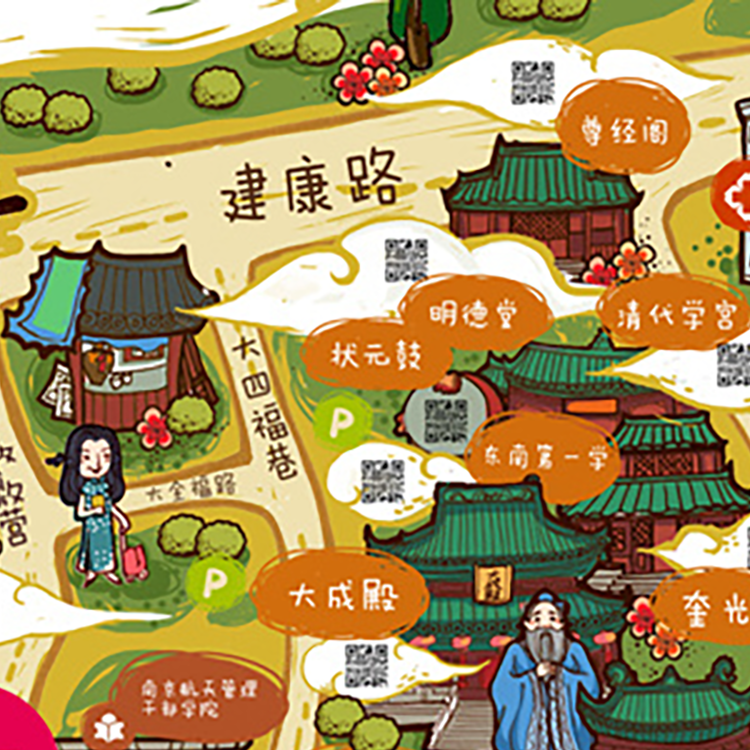 尊经阁
建康路
明德堂
清代学宫
状元鼓
大四福巷
P
东南第一学
大全福路
P
大成殿
奎光
南京航天管理
干部学院